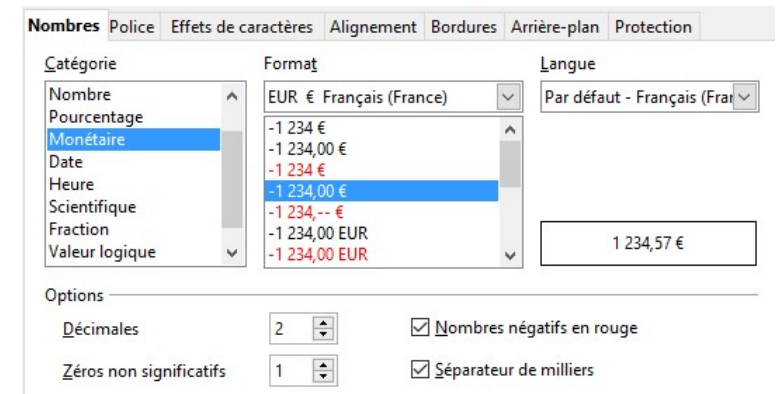 Nombres Police Effets de caractères Alignement Bordures Arrière-plan Protection
Catégorie
Nombre
Pourcentage
Monétaire
Date
Heure
Scientifique
Fraction
Valeur logique
Format
EUR € Français (France)
-1 234 €
-1 234,00 €
-1 234 €
-1 234,00 €
-1 234,-- €
-1 234,00 EUR
-1 234,00 EUR
Langue
Par défaut - Français (Fran
1 234,57 €
Options
Décimales 2
Nombres négatifs en rouge
Zéros non significatifs 1
Séparateur de milliers